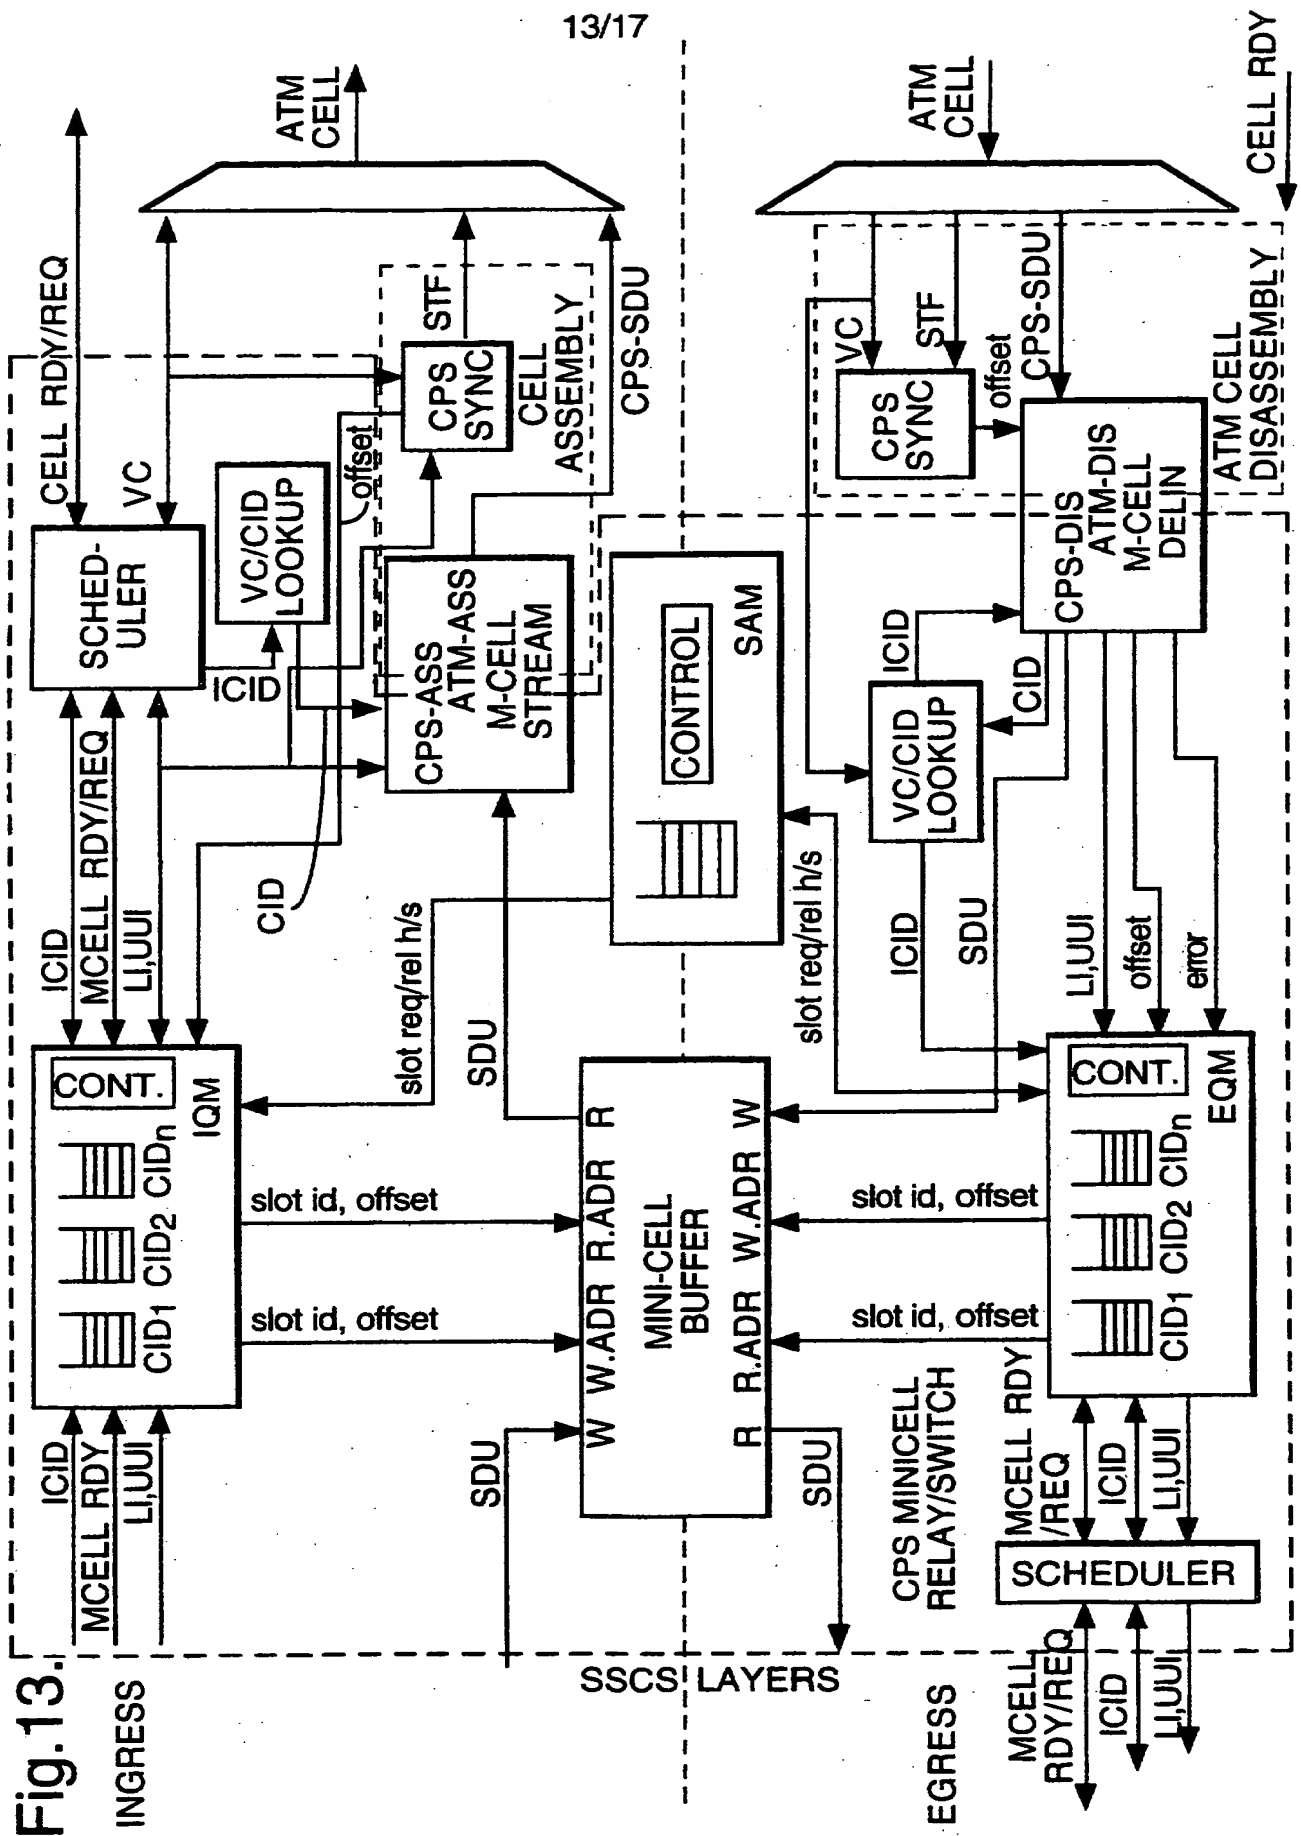 13/17
Fig.13.
INGRESS
ICID
MCELL RDY
LI,UUI
CONT.
IQM
CID1
CID2
CIDn
ICID
MCELL RDY/REQ
LI,UUI
SCHED-
ULER
CELL RDY/REQ
VC
ICID
VC/CID
LOOKUP
CID
offset
CPS-ASS
ATM-ASS
M-CELL
STREAM
CPS
SYNC
CELL
ASSEMBLY
STF
CPS-SDU
ATM
CELL
slot id, offset
slot id, offset
slot req/rel h/s
SDU
SDU
W
W.ADR
R.ADR
R
MINI-CELL
BUFFER
R
R.ADR
W.ADR
W
CONTROL
SAM
SSCS LAYERS
SDU
slot id, offset
slot id, offset
slot req/rel h/s
CPS MINICELL
RELAY/SWITCH
EGRESS
MCELL
RDY/REQ
ICID
LI,UUI
SCHEDULER
MCELL RDY
/REQ
ICID
LI,UUI
CONT.
EQM
CID1
CID2
CIDn
ICID
SDU
LI,UUI
offset
error
VC/CID
LOOKUP
ICID
CID
CPS-DIS
ATM-DIS
M-CELL
DELIN
CPS
SYNC
VC
STF
offset
CPS-SDU
ATM CELL
DISASSEMBLY
ATM
CELL
CELL RDY